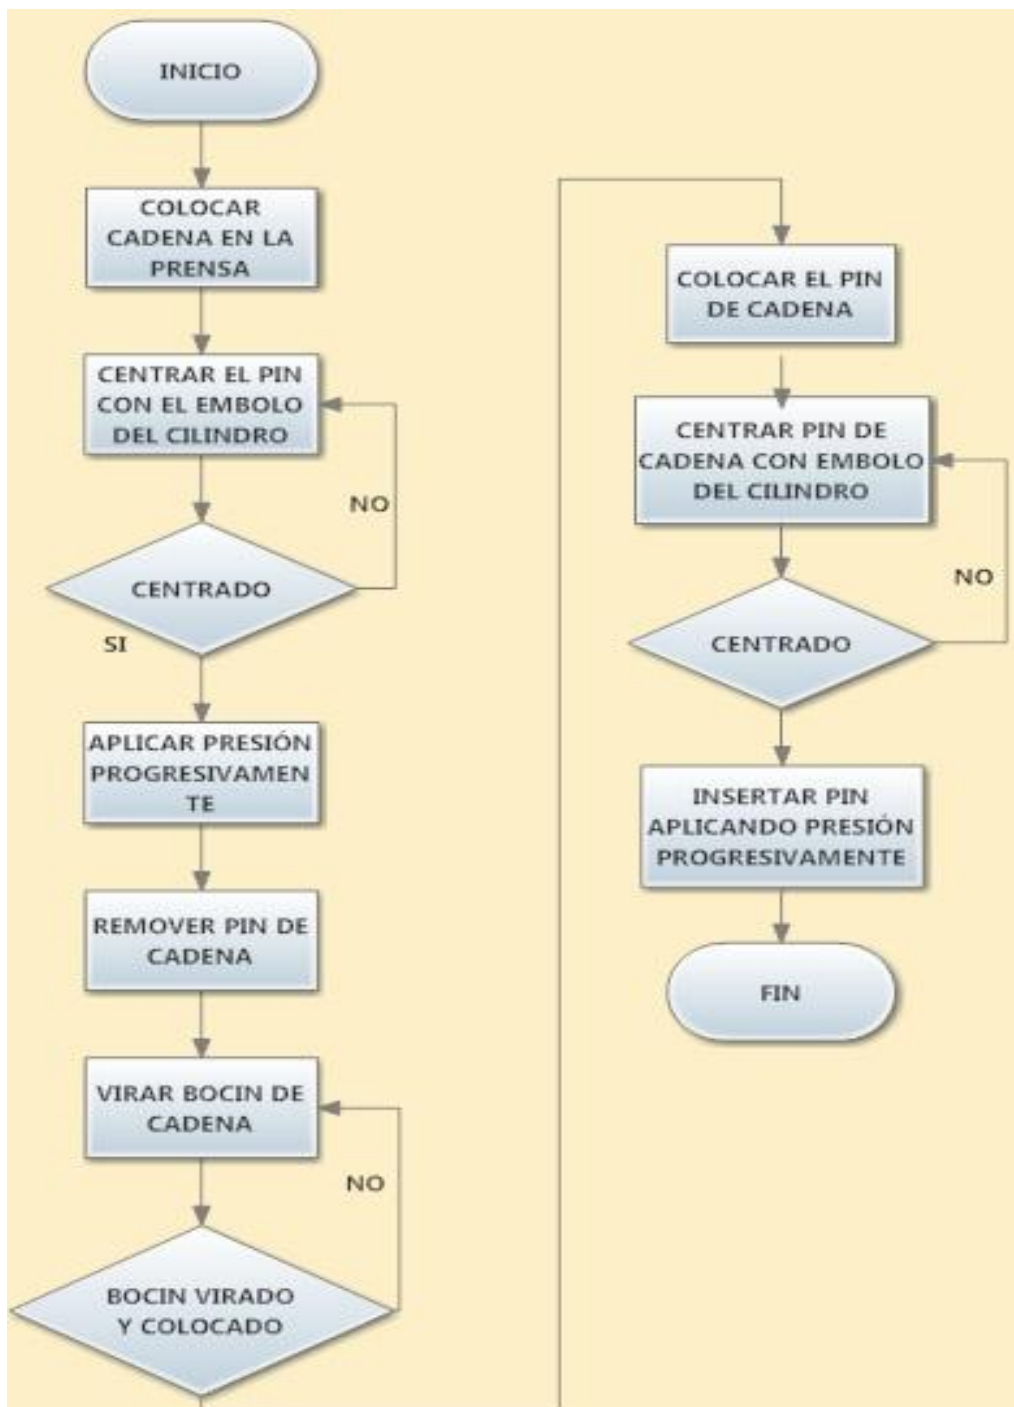 INICIO
COLOCAR
CADENA EN LA
PRENSA
CENTRAR EL PIN
CON EL EMBOLO
DEL CILINDRO
NO
CENTRADO
SI
APLICAR PRESIÓN
PROGRESIVAMEN
TE
REMOVER PIN DE
CADENA
VIRAR BOCIN DE
CADENA
NO
BOCIN VIRADO
Y COLOCADO
COLOCAR EL PIN
DE CADENA
CENTRAR PIN DE
CADENA CON EMBOLO
DEL CILINDRO
NO
CENTRADO
INSERTAR PIN
APLICANDO PRESIÓN
PROGRESIVAMENTE
FIN